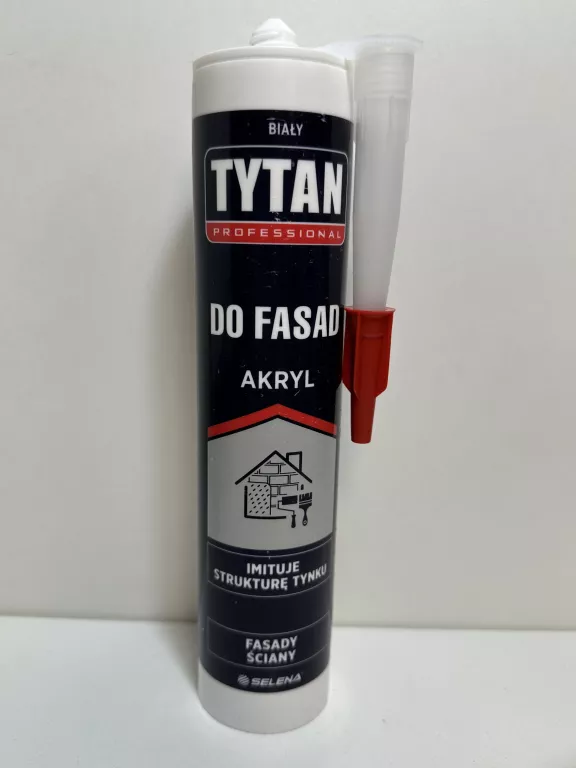 BIAŁY
TYTAN
PROFESSIONAL
DO FASAD
AKRYL
IMITUJE
STRUKTURĘ TYNKU
FASADY
ŚCIANY
SELENA